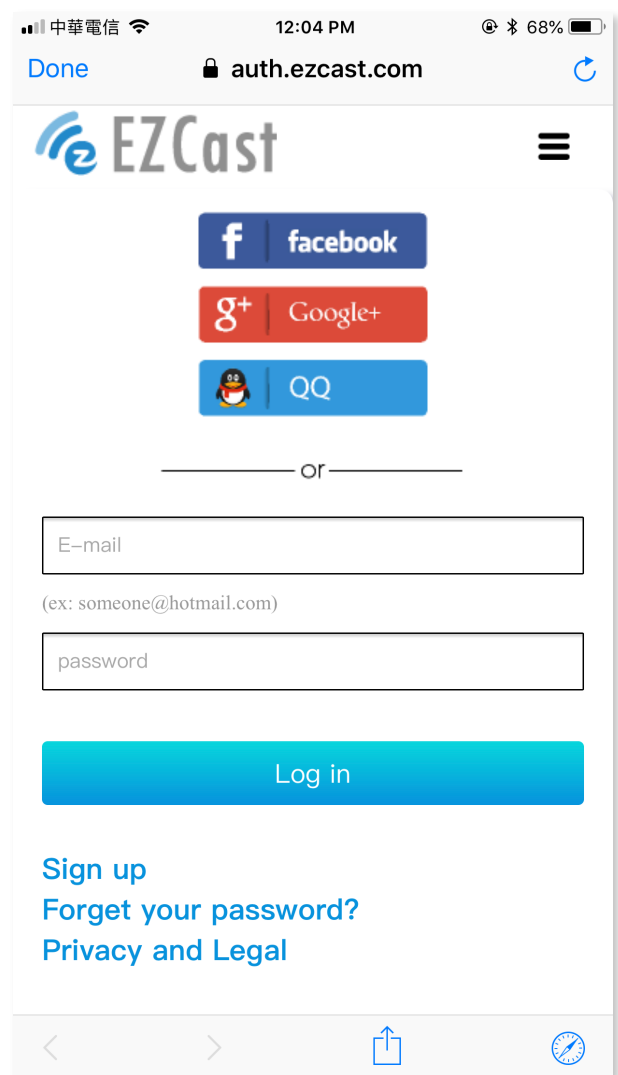 中華電信 12:04 PM 68%
Done auth.ezcast.com
EZCast
f facebook
g+ Google+
QQ
or
E-mail
(ex: someone@hotmail.com)
password
Log in
Sign up
Forget your password?
Privacy and Legal